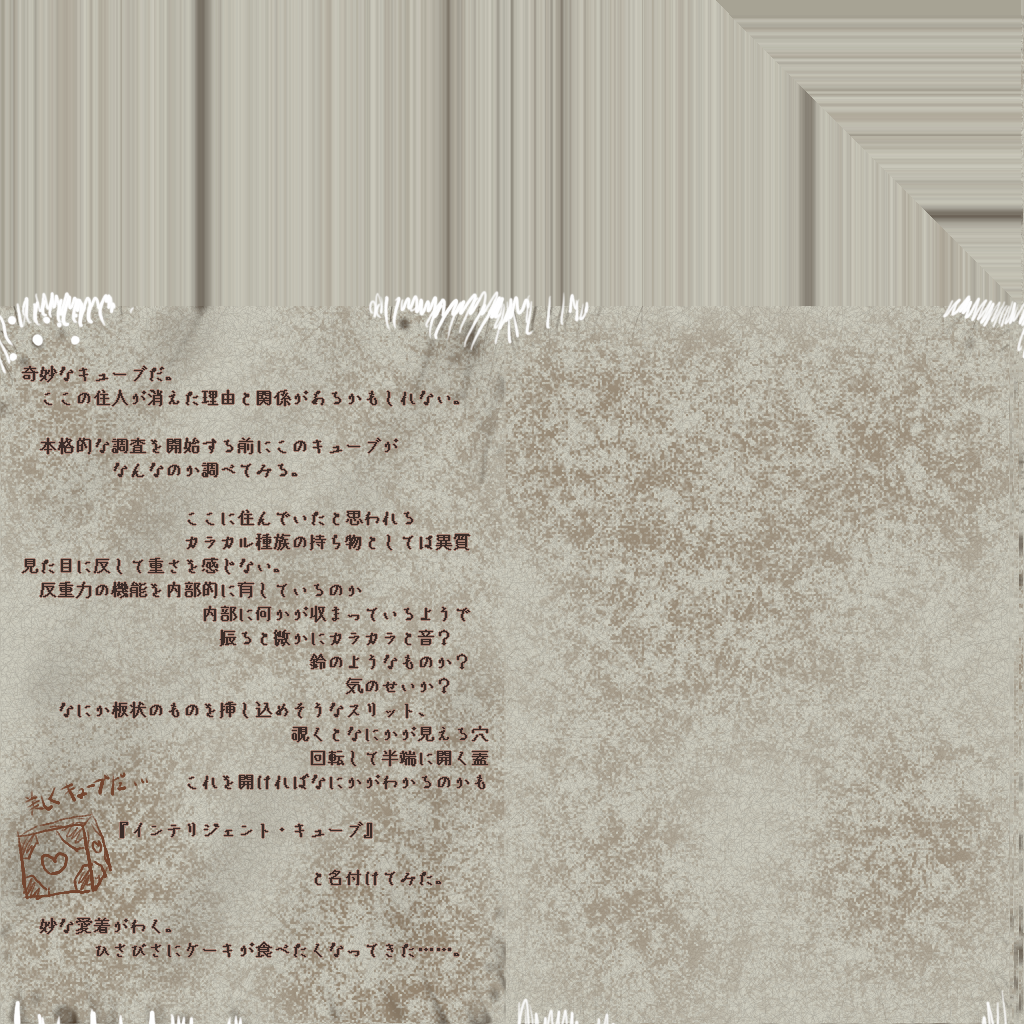 奇妙なキューブだ。
ここの住人が消えた理由と関係があるかもしれない。
本格的な調査を開始する前にこのキューブが
なんなのか調べてみる。
ここに住んでいたと思われる
カラカル種族の持ち物としては異質
見た目に反して重さを感じない。
反重力の機能を内部的に有しているのか
内部に何かが収まっているようで
振ると微かにカラカラと音？
鈴のようなものか？
気のせいか？
なにか板状のものを挿し込めそうなスリット、
覗くとなにかが見える穴
回転して半端に開く蓋
これを開ければなにかがわかるのかも
美しくキューブだ…
『インテリジェント・キューブ』
と名付けてみた。
妙な愛着がわく。
ひさびさにケーキが食べたくなってきた……。